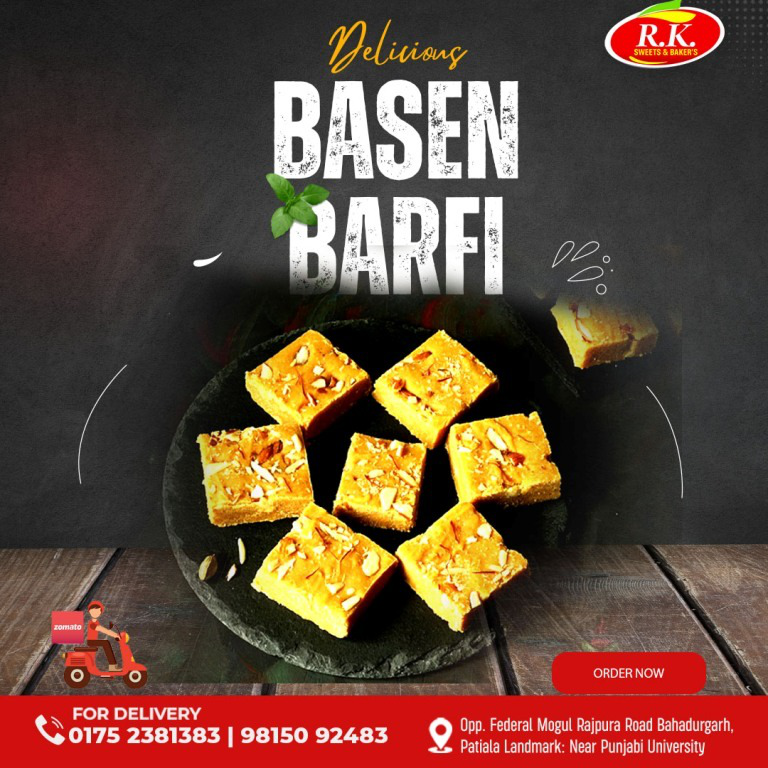 Delicious
R.K.
SWEETS & BAKER'S
BASEN
BARFI
zomato
ORDER NOW
FOR DELIVERY
0175 2381383 | 98150 92483
Opp. Federal Mogul Rajpura Road Bahadurgarh,
Patiala Landmark: Near Punjabi University